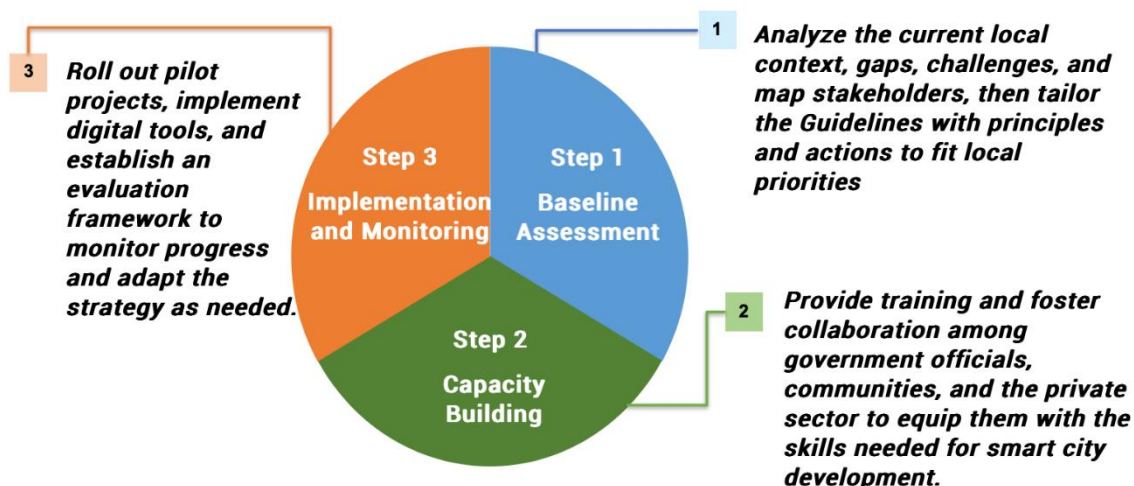 1
Analyze the current local
context, gaps, challenges, and
map stakeholders, then tailor
the Guidelines with principles
and actions to fit local
priorities
3
Roll out pilot
projects, implement
digital tools, and
establish an
evaluation
framework to
monitor progress
and adapt the
strategy as needed.
Step 3
Implementation
and Monitoring
Step 1
Baseline
Assessment
Step 2
Capacity
Building
2
Provide training and foster
collaboration among
government officials,
communities, and the private
sector to equip them with the
skills needed for smart city
development.